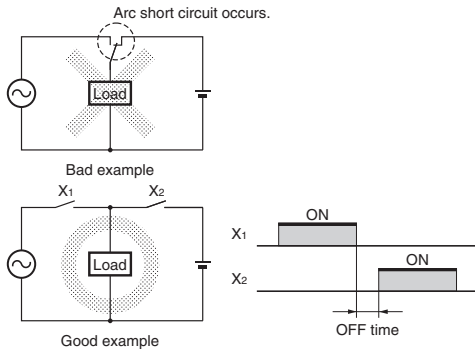 Arc short circuit occurs.
Load
Bad example
X1 X2
Load
Good example
ON
X1
ON
X2
OFF time